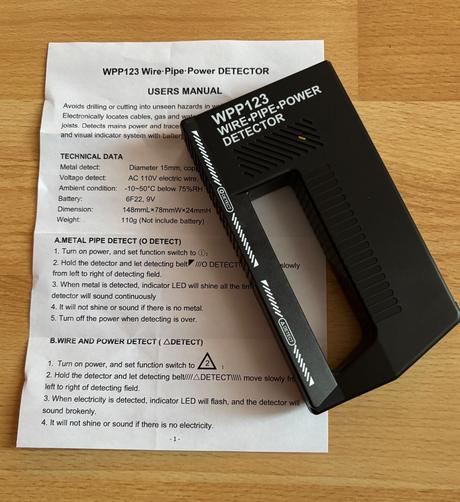 WPP123 Wire·Pipe·Power DETECTOR
USERS MANUAL
Avoids drilling or cutting into unseen hazards in
Electronically locates cables, gas and
joists. Detects mains power and
and visual indicator system with
TECHNICAL DATA
Metal detect: Diameter 15mm,
Voltage detect: AC 110V electric wire,
Ambient condition: -10~50°C below 75%RH
Battery: 6F22, 9V
Dimension: 148mmL×78mmW×24mmH
Weight: 110g (Not include battery)
A.METAL PIPE DETECT (O DETECT)
1. Turn on power, and set function switch to ①;
2. Hold the detector and let detecting belt◤///O DETECT slowly
from left to right of detecting field.
3. When metal is detected, indicator LED will shine all the
detector will sound continuously
4. It will not shine or sound if there is no metal.
5. Turn off the power when detecting is over.
B.WIRE AND POWER DETECT ( △DETECT)
1. Turn on power, and set function switch to 2 ;
2. Hold the detector and let detecting belt////△DETECT\\\\\ move slowly
left to right of detecting field.
3. When electricity is detected, indicator LED will flash, and the detector will
sound brokenly.
4. It will not shine or sound if there is no electricity.
- 1 -
WPP123
WIRE·PIPE·POWER
DETECTOR
O DETECT
△DETECT